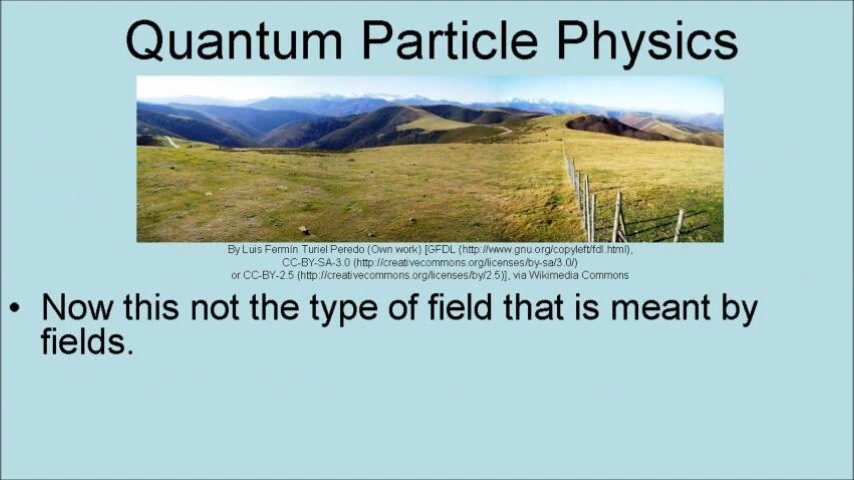 Quantum Particle Physics
By Luis Fermín Turiel Peredo (Own work) [GFDL (http://www.gnu.org/copyleft/fdl.html),
CC-BY-SA-3.0 (http://creativecommons.org/licenses/by-sa/3.0/)
or CC-BY-2.5 (http://creativecommons.org/licenses/by/2.5)], via Wikimedia Commons
• Now this not the type of field that is meant by
fields.